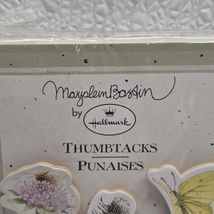 Marjolein Bastin
by Hallmark
THUMBTACKS
PUNAISES